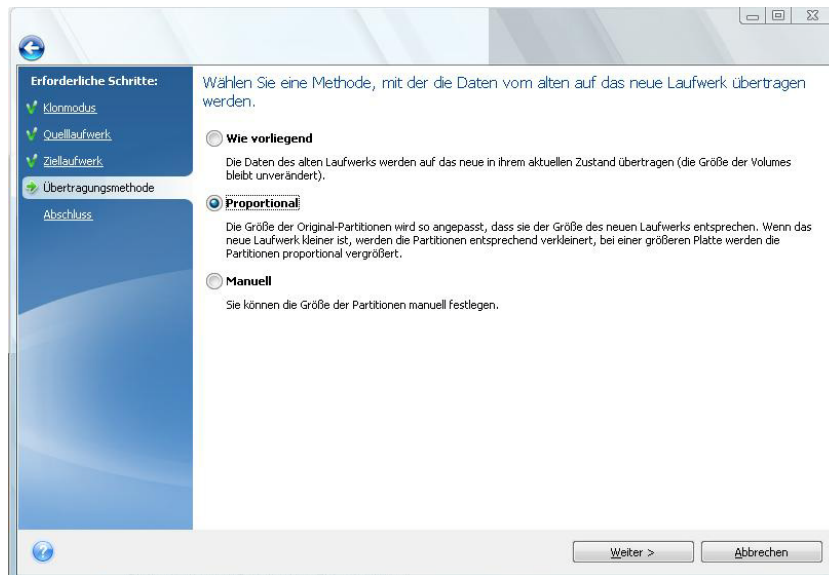 Erforderliche Schritte:
Klonmodus
Quelllaufwerk
Ziellaufwerk
Übertragungsmethode
Abschluss
Wählen Sie eine Methode, mit der die Daten vom alten auf das neue Laufwerk übertragen
werden.
Wie vorliegend
Die Daten des alten Laufwerks werden auf das neue in ihrem aktuellen Zustand übertragen (die Größe der Volumes
bleibt unverändert).
Proportional
Die Größe der Original-Partitionen wird so angepasst, dass sie der Größe des neuen Laufwerks entsprechen. Wenn das
neue Laufwerk kleiner ist, werden die Partitionen entsprechend verkleinert, bei einer größeren Platte werden die
Partitionen proportional vergrößert.
Manuell
Sie können die Größe der Partitionen manuell festlegen.
Weiter >
Abbrechen